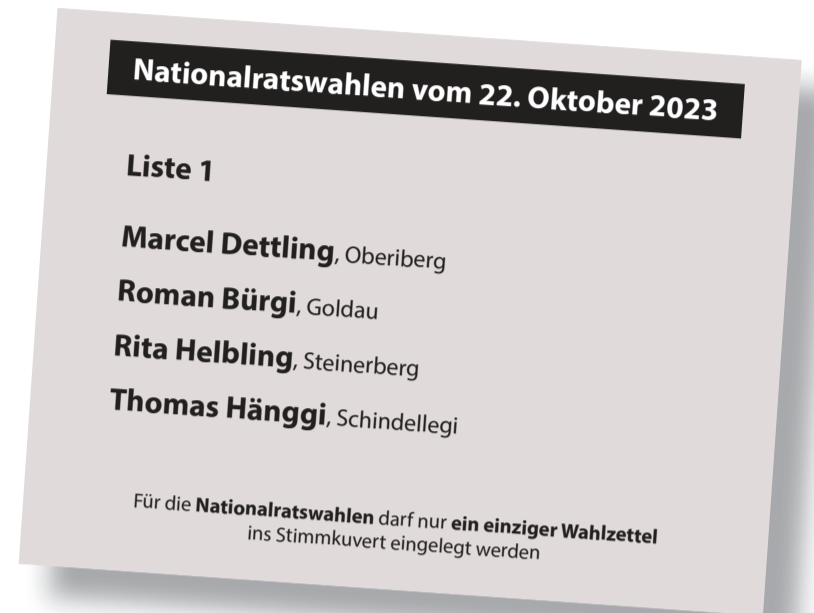 Nationalratswahlen vom 22. Oktober 2023
Liste 1
Marcel Dettling, Oberiberg
Roman Bürgi, Goldau
Rita Helbling, Steinerberg
Thomas Hänggi, Schindellegi
Für die Nationalratswahlen darf nur ein einziger Wahlzettel
ins Stimmkuvert eingelegt werden